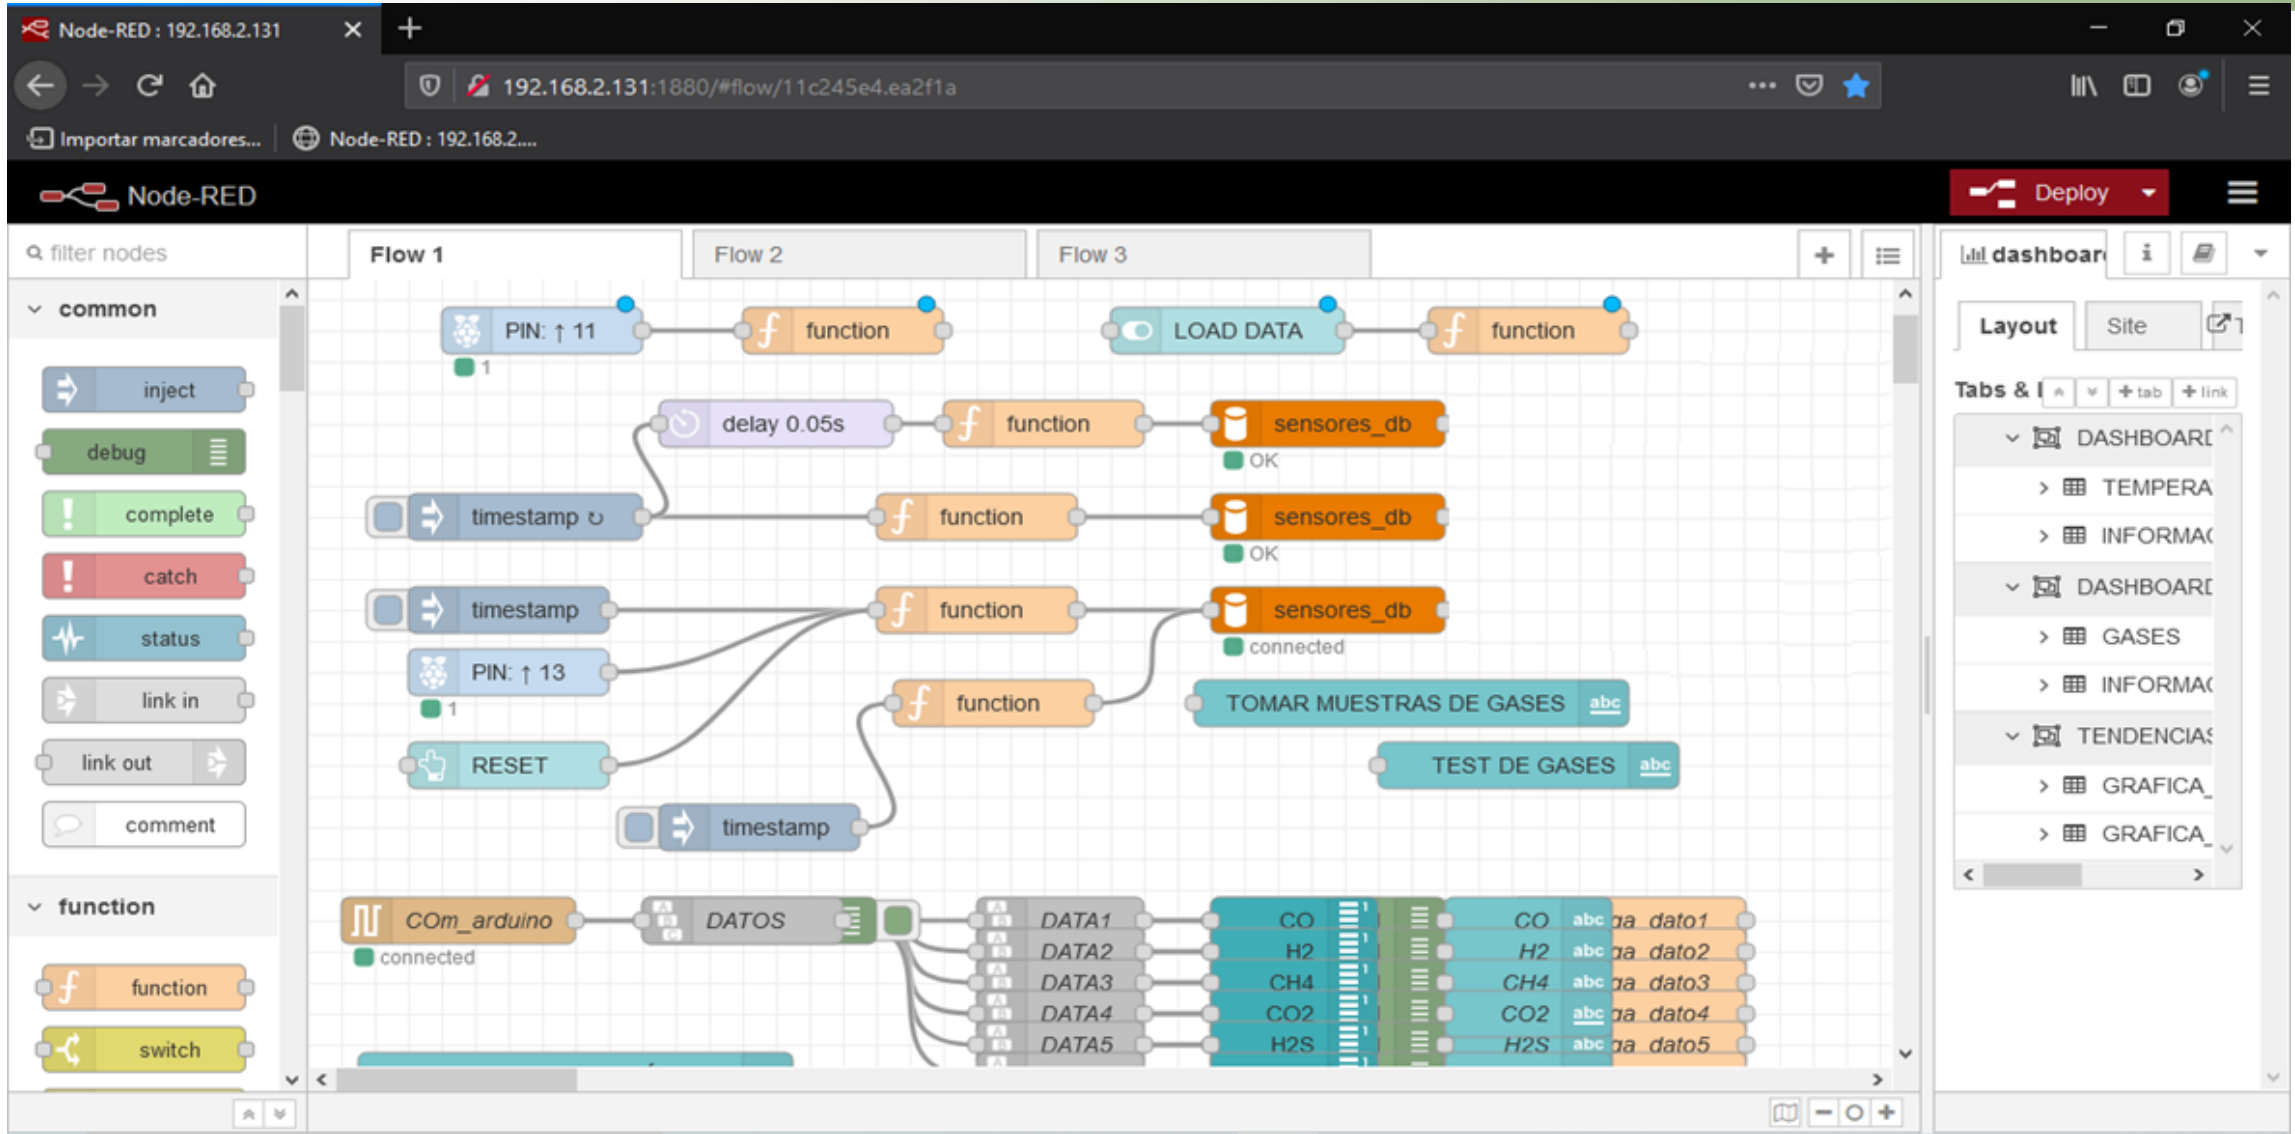 Node-RED : 192.168.2.131
192.168.2.131:1880/#flow/11c245e4.ea2f1a
Importar marcadores... Node-RED : 192.168.2....
Node-RED Deploy
filter nodes
Flow 1 Flow 2 Flow 3
dashboar
common
inject
debug
complete
catch
status
link in
link out
comment
function
function
switch
PIN: ↑ 11 function LOAD DATA function
1
delay 0.05s function sensores_db
OK
timestamp ↻ function sensores_db
OK
timestamp function sensores_db
connected
PIN: ↑ 13
1
function TOMAR MUESTRAS DE GASES abc
RESET TEST DE GASES abc
timestamp
COm_arduino DATOS DATA1 CO CO abc ga_dato1
connected
DATA2 H2 H2 abc ga_dato2
DATA3 CH4 CH4 abc ga_dato3
DATA4 CO2 CO2 abc ga_dato4
DATA5 H2S H2S abc ga_dato5
Layout Site
Tabs & +tab +link
DASHBOARD
TEMPERA
INFORMAC
DASHBOARD
GASES
INFORMAC
TENDENCIAS
GRAFICA_
GRAFICA_